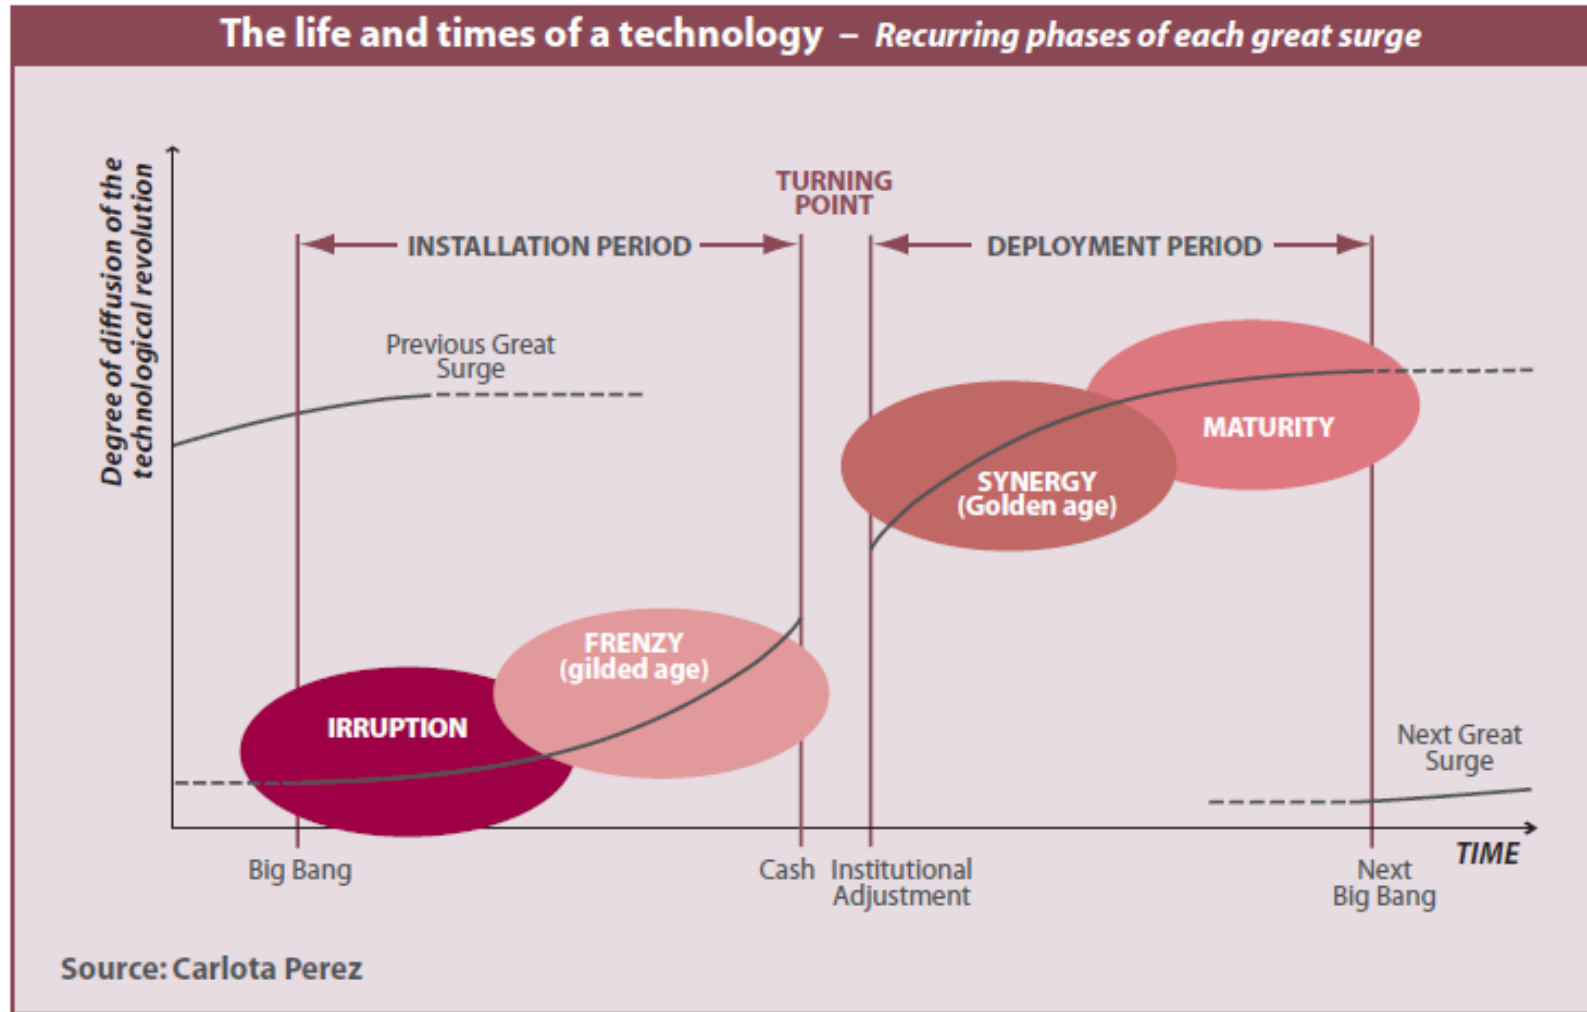 The life and times of a technology – Recurring phases of each great surge
Degree of diffusion of the
technological revolution
TURNING
POINT
INSTALLATION PERIOD
DEPLOYMENT PERIOD
Previous Great
Surge
MATURITY
SYNERGY
(Golden age)
FRENZY
(gilded age)
IRRUPTION
Next Great
Surge
TIME
Big Bang
Cash
Institutional
Adjustment
Next
Big Bang
Source: Carlota Perez